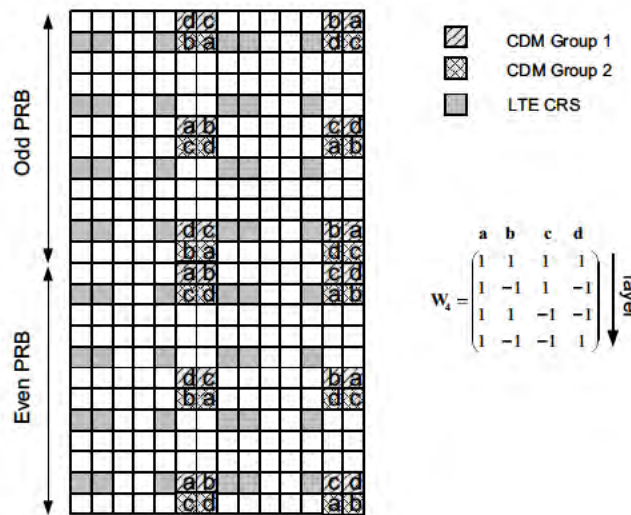 d c b a
b a d c
a b c d
c d a b
d c b a
b a d c
a b c d
c d a b
d c b a
b a d c
a b c d
c d a b
Odd PRB
Even PRB
CDM Group 1
CDM Group 2
LTE CRS
a b c d
W4 = 1 1 1 1
1 -1 1 -1
1 1 -1 -1
1 -1 -1 1
layer